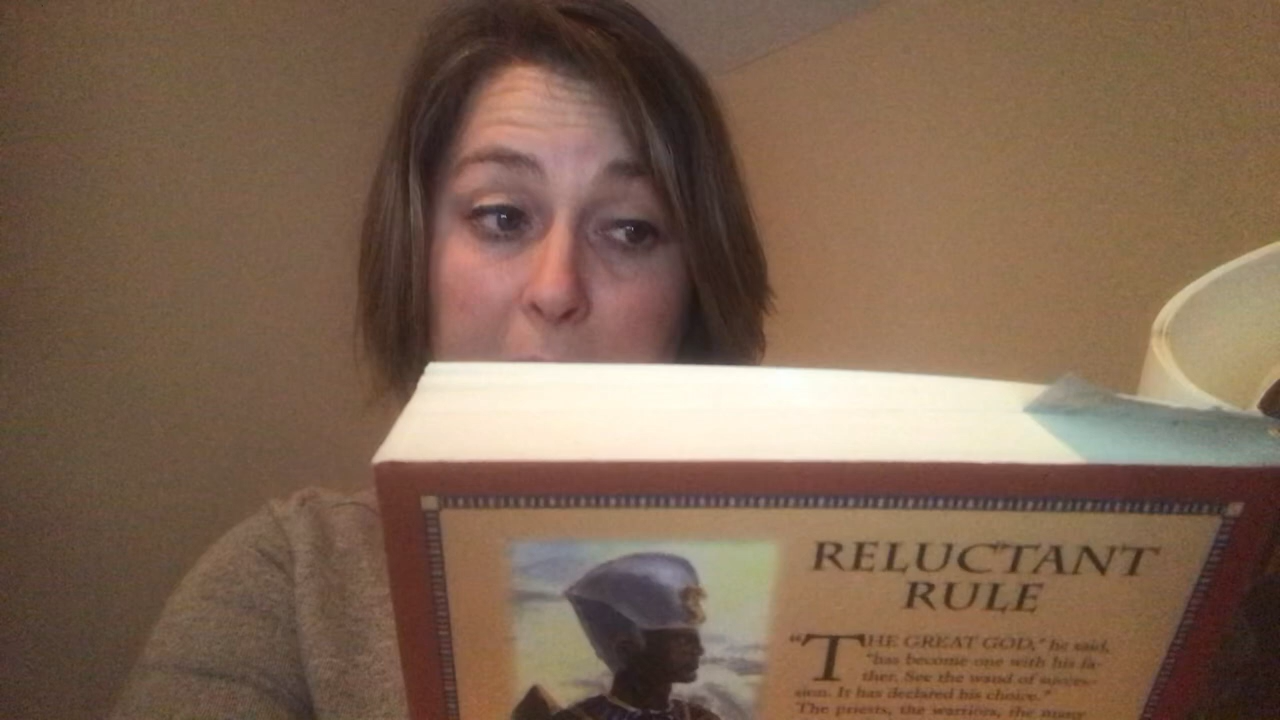 RELUCTANT
RULE
"THE GREAT GOD," he said,
"has become one with his fa-
ther. See the wand of succes-
sion. It has declared his choice."
The priests, the warriors, the many